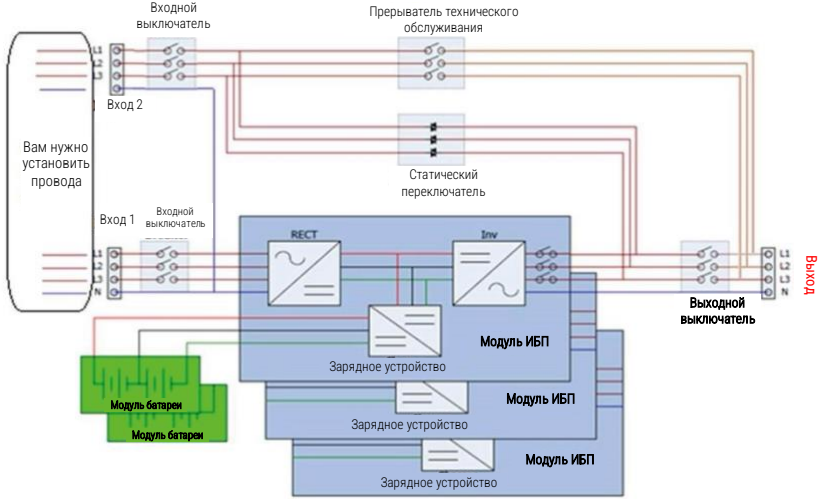 Входной
выключатель
Прерыватель технического
обслуживания
L1
L2
L3
Вход 2
Вам нужно
установить
провода
Статический
переключатель
Вход 1
Входной
выключатель
RECT
Inv
L1
L2
L3
N
L1
L2
L3
N
Выход
Выходной
выключатель
Модуль ИБП
Зарядное устройство
Модуль батареи
Модуль ИБП
Зарядное устройство
Модуль батареи
Модуль ИБП
Зарядное устройство